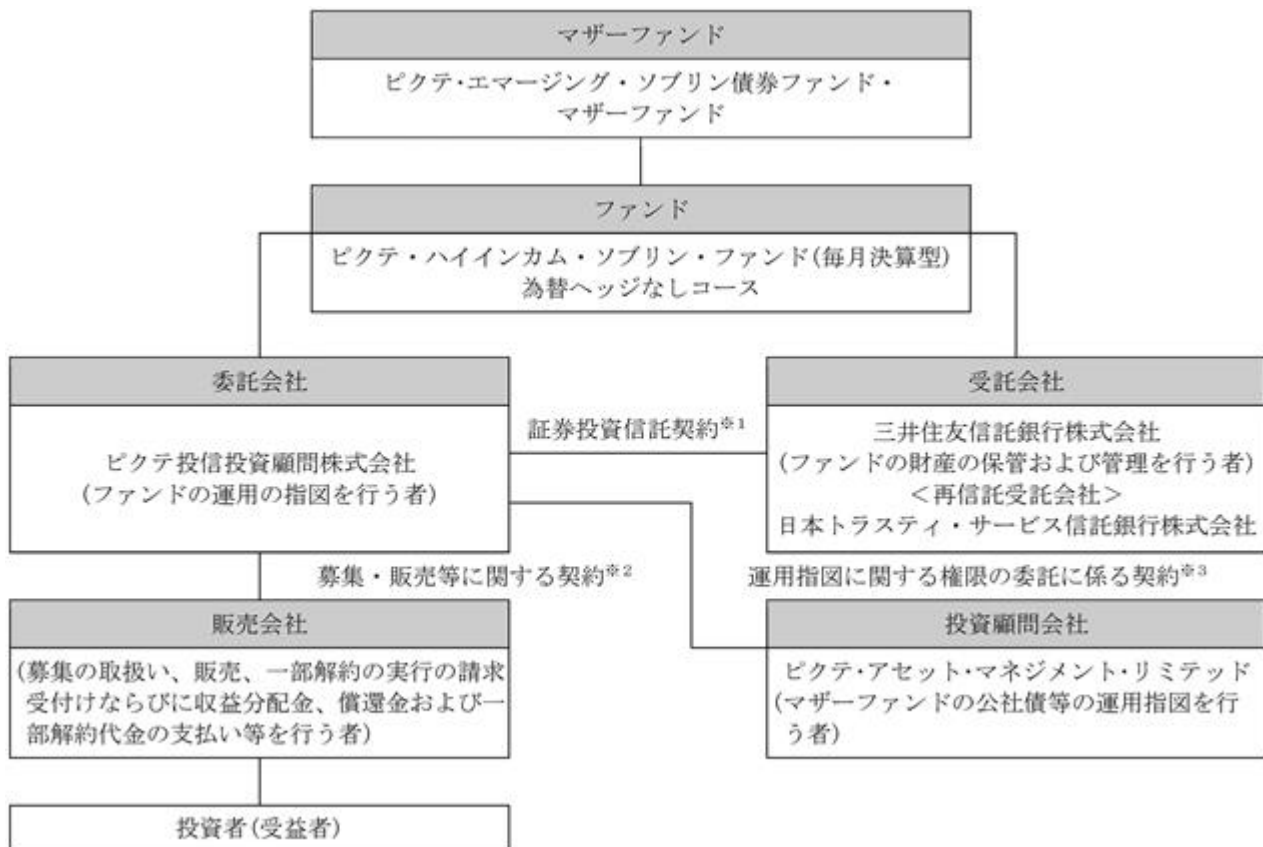 マザーファンド
ピクテ・エマージング・ソブリン債券ファンド・
マザーファンド
ファンド
ピクテ・ハイインカム・ソブリン・ファンド(毎月決算型)
為替ヘッジなしコース
委託会社
ピクテ投信投資顧問株式会社
(ファンドの運用の指図を行う者)
証券投資信託契約※1
受託会社
三井住友信託銀行株式会社
(ファンドの財産の保管および管理を行う者)
<再信託受託会社>
日本トラスティ・サービス信託銀行株式会社
募集・販売等に関する契約※2
運用指図に関する権限の委託に係る契約※3
販売会社
(募集の取扱い、販売、一部解約の実行の請求
受付けならびに収益分配金、償還金および一
部解約代金の支払い等を行う者)
投資顧問会社
ピクテ・アセット・マネジメント・リミテッド
(マザーファンドの公社債等の運用指図を行
う者)
投資者(受益者)